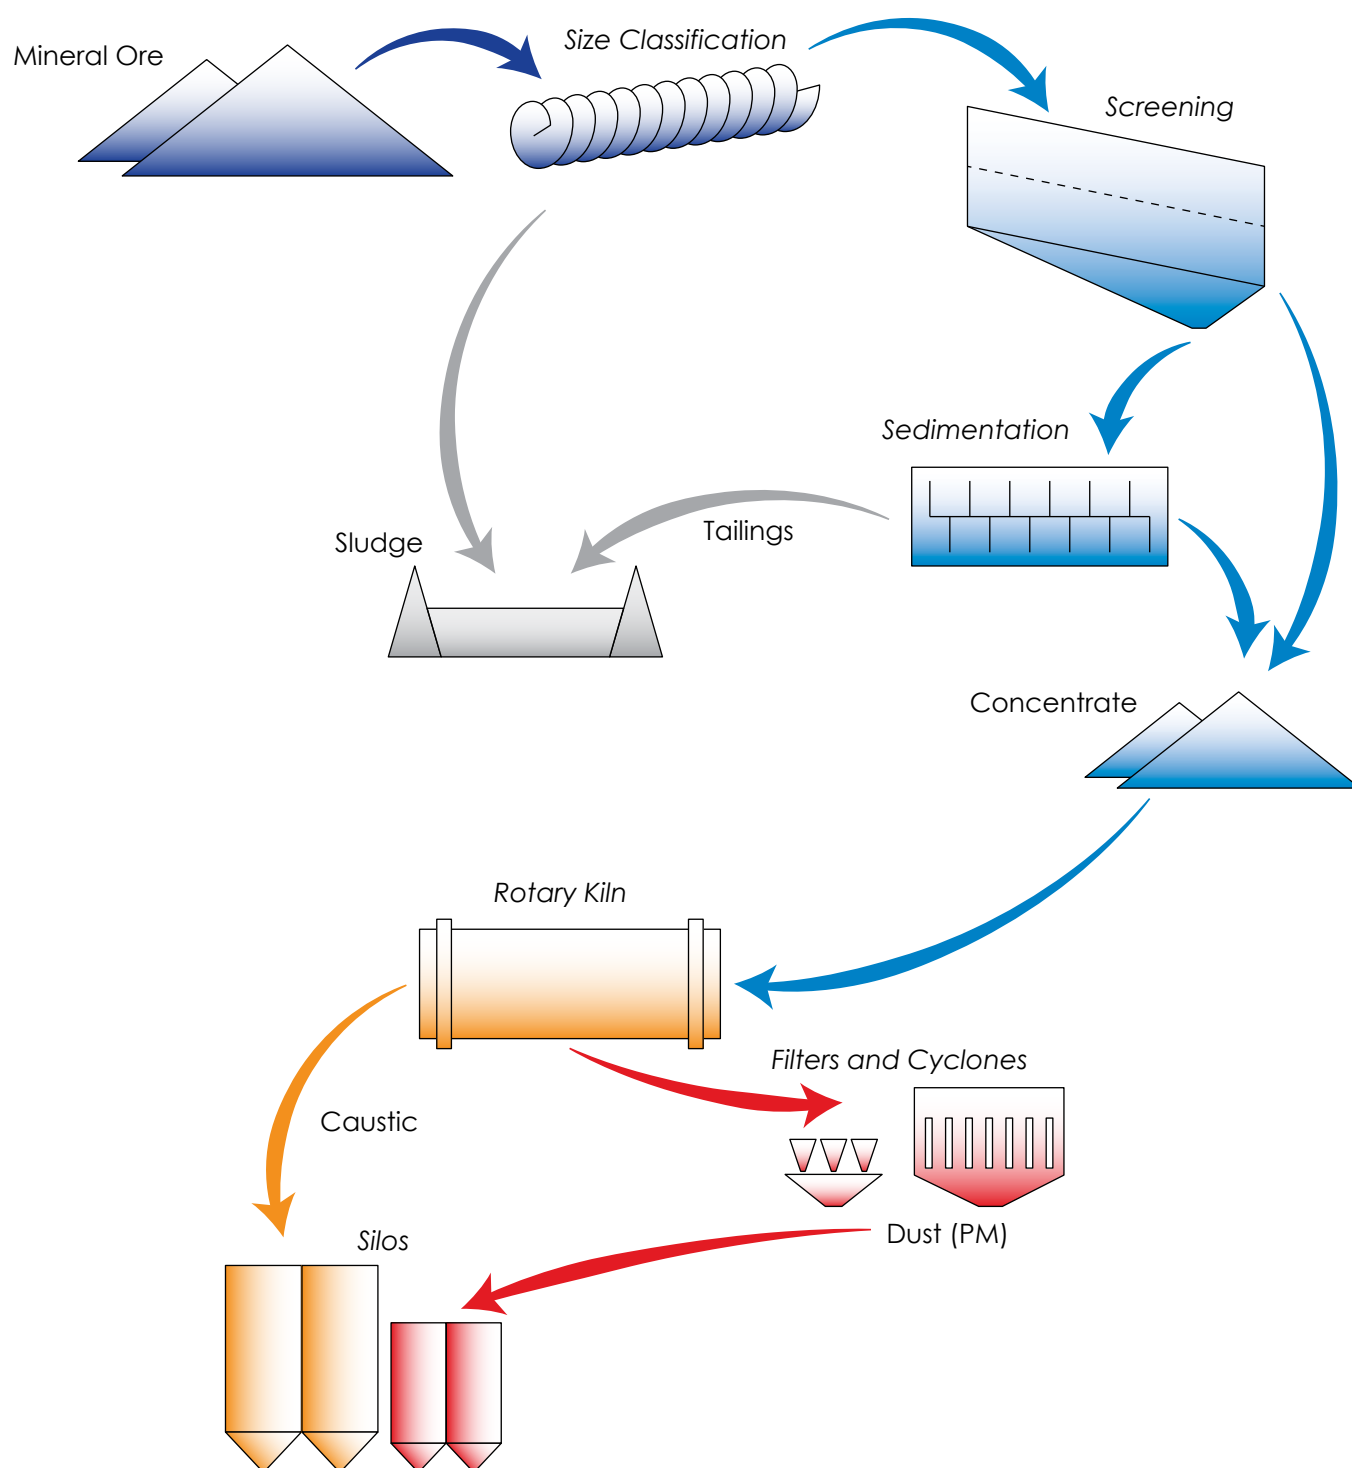 Mineral Ore
Size Classification
Screening
Sedimentation
Tailings
Sludge
Concentrate
Rotary Kiln
Filters and Cyclones
Caustic
Dust (PM)
Silos